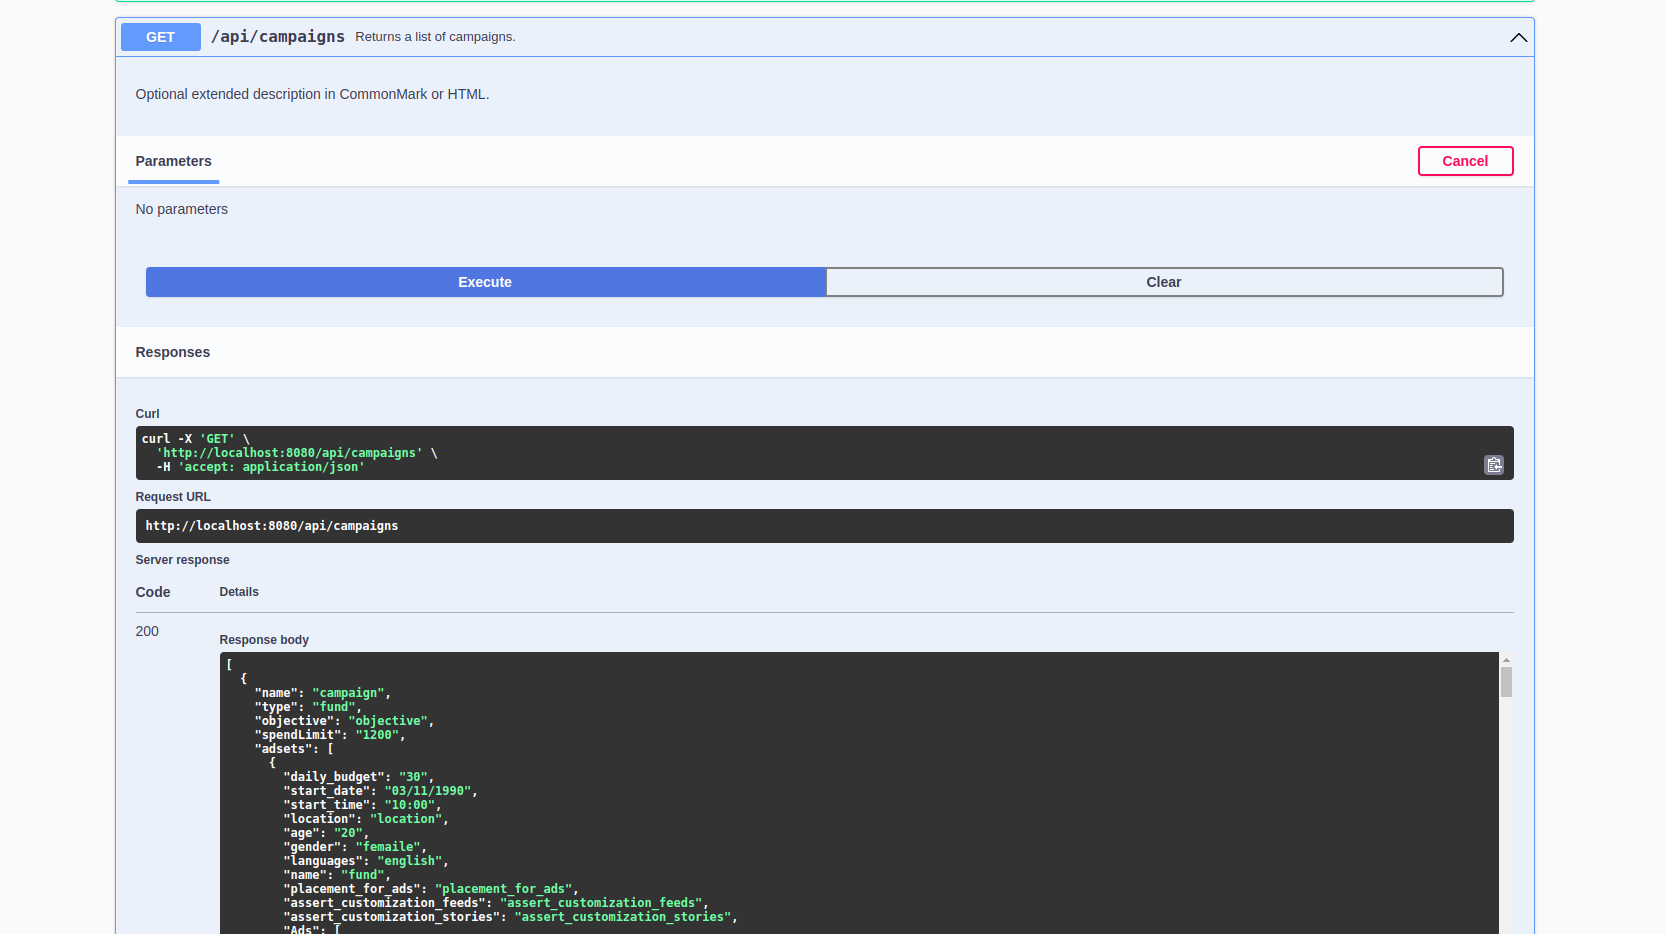 GET /api/campaigns Returns a list of campaigns.
Optional extended description in CommonMark or HTML.
Parameters
Cancel
No parameters
Execute
Clear
Responses
Curl
curl -X 'GET' \
  'http://localhost:8080/api/campaigns' \
  -H 'accept: application/json'
Request URL
http://localhost:8080/api/campaigns
Server response
Code Details
200
Response body
[
  {
    "name": "campaign",
    "type": "fund",
    "objective": "objective",
    "spendLimit": "1200",
    "adsets": [
      {
        "daily_budget": "30",
        "start_date": "03/11/1990",
        "start_time": "10:00",
        "location": "location",
        "age": "20",
        "gender": "femaile",
        "languages": "english",
        "name": "fund",
        "placement_for_ads": "placement_for_ads",
        "assert_customization_feeds": "assert_customization_feeds",
        "assert_customization_stories": "assert_customization_stories",
        "Ads": [